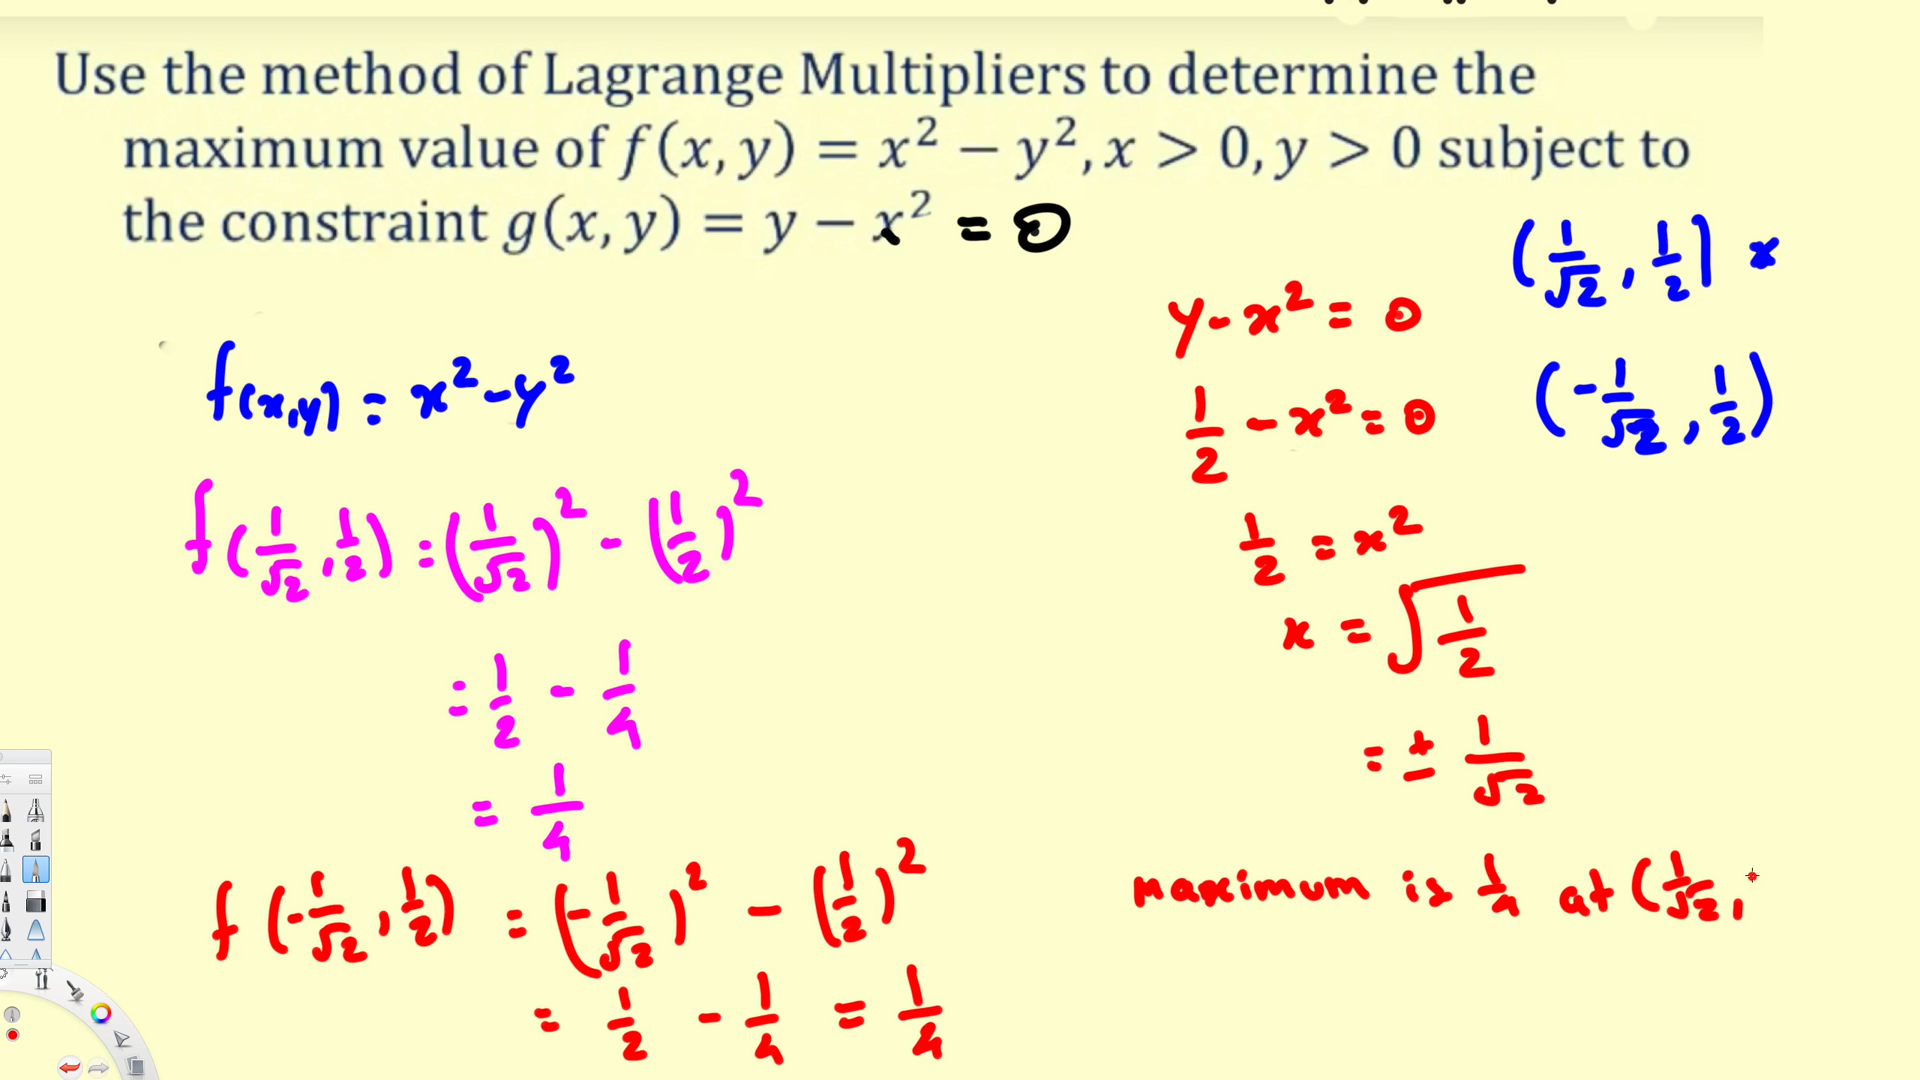 Use the method of Lagrange Multipliers to determine the
maximum value of f(x, y) = x² − y², x > 0, y > 0 subject to
the constraint g(x, y) = y − x² = 0
f(x,y) = x² - y²
f(1/√2, 1/2) = (1/√2)² - (1/2)²
= 1/2 - 1/4
= 1/4
f(-1/√2, 1/2) = (-1/√2)² - (1/2)²
= 1/2 - 1/4 = 1/4
y - x² = 0
1/2 - x² = 0
1/2 = x²
x = √(1/2)
= ± 1/√2
(1/√2, 1/2) *
(-1/√2, 1/2)
maximum is 1/4 at (1/√2,